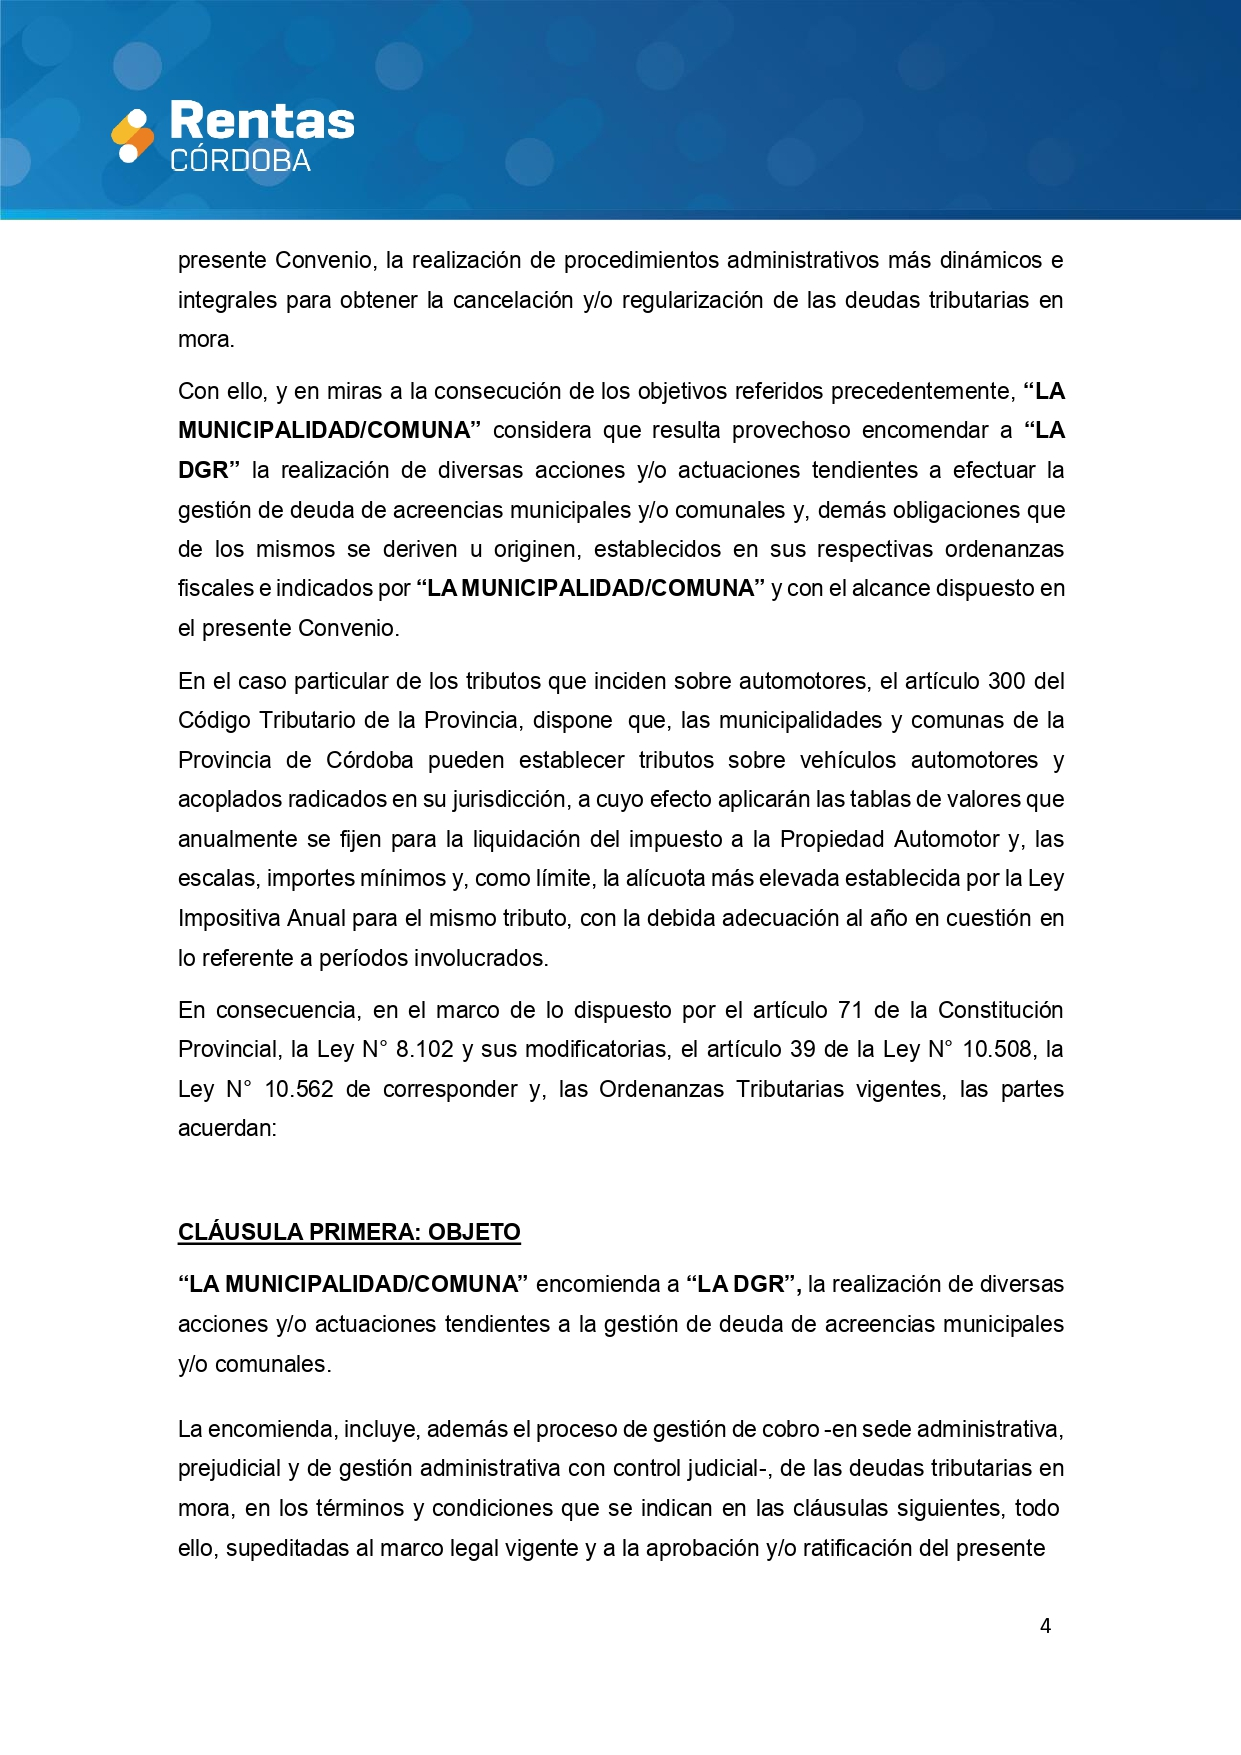 Rentas
CÓRDOBA
presente Convenio, la realización de procedimientos administrativos más dinámicos e
integrales para obtener la cancelación y/o regularización de las deudas tributarias en
mora.
Con ello, y en miras a la consecución de los objetivos referidos precedentemente, “LA
MUNICIPALIDAD/COMUNA” considera que resulta provechoso encomendar a “LA
DGR” la realización de diversas acciones y/o actuaciones tendientes a efectuar la
gestión de deuda de acreencias municipales y/o comunales y, demás obligaciones que
de los mismos se deriven u originen, establecidos en sus respectivas ordenanzas
fiscales e indicados por “LA MUNICIPALIDAD/COMUNA” y con el alcance dispuesto en
el presente Convenio.
En el caso particular de los tributos que inciden sobre automotores, el artículo 300 del
Código Tributario de la Provincia, dispone que, las municipalidades y comunas de la
Provincia de Córdoba pueden establecer tributos sobre vehículos automotores y
acoplados radicados en su jurisdicción, a cuyo efecto aplicarán las tablas de valores que
anualmente se fijen para la liquidación del impuesto a la Propiedad Automotor y, las
escalas, importes mínimos y, como límite, la alícuota más elevada establecida por la Ley
Impositiva Anual para el mismo tributo, con la debida adecuación al año en cuestión en
lo referente a períodos involucrados.
En consecuencia, en el marco de lo dispuesto por el artículo 71 de la Constitución
Provincial, la Ley N° 8.102 y sus modificatorias, el artículo 39 de la Ley N° 10.508, la
Ley N° 10.562 de corresponder y, las Ordenanzas Tributarias vigentes, las partes
acuerdan:
CLÁUSULA PRIMERA: OBJETO
“LA MUNICIPALIDAD/COMUNA” encomienda a “LA DGR”, la realización de diversas
acciones y/o actuaciones tendientes a la gestión de deuda de acreencias municipales
y/o comunales.
La encomienda, incluye, además el proceso de gestión de cobro -en sede administrativa,
prejudicial y de gestión administrativa con control judicial-, de las deudas tributarias en
mora, en los términos y condiciones que se indican en las cláusulas siguientes, todo
ello, supeditadas al marco legal vigente y a la aprobación y/o ratificación del presente
4